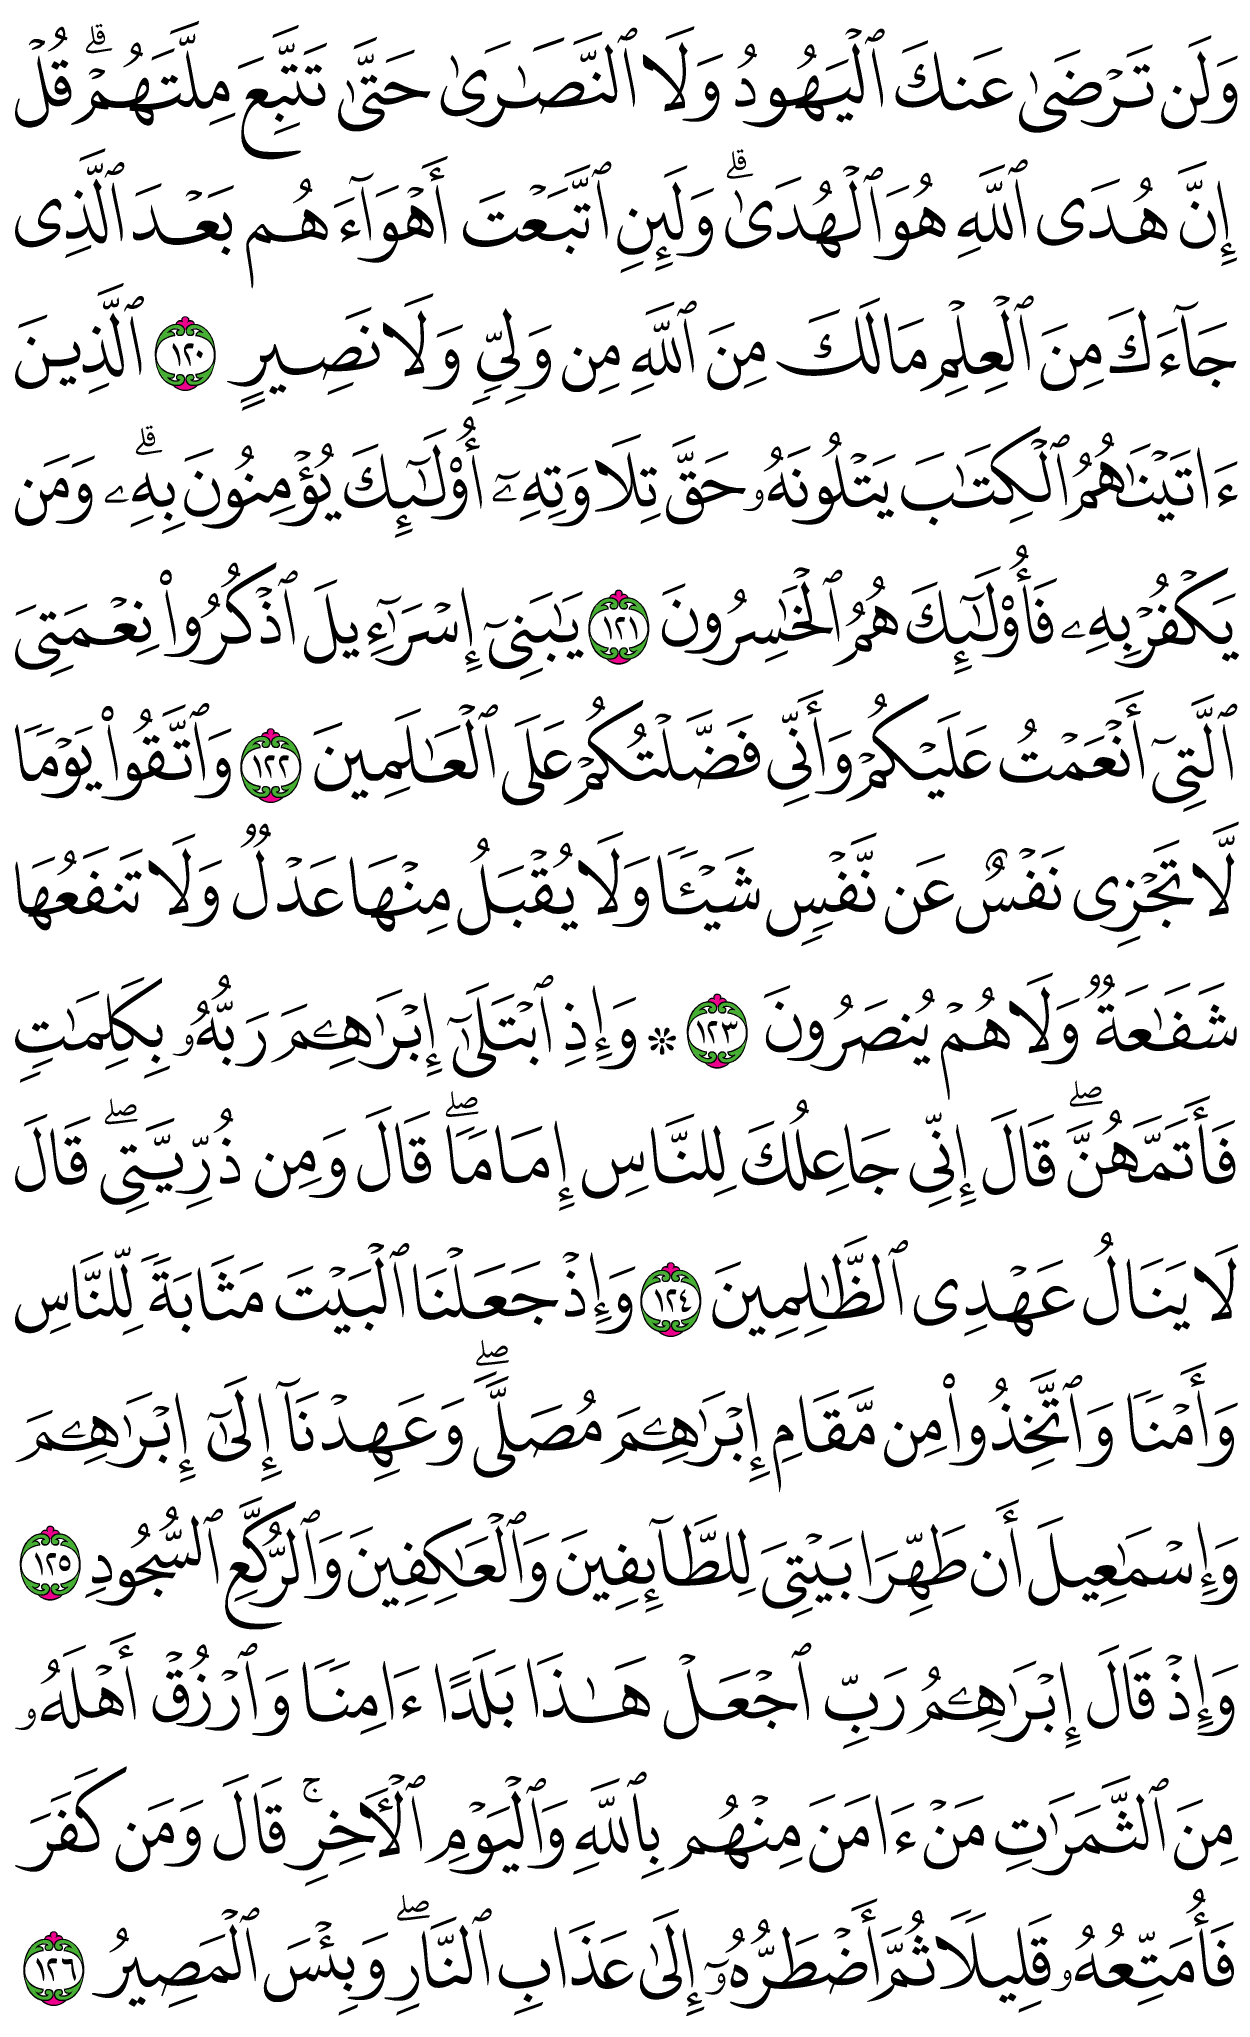 وَلَن تَرْضَىٰ عَنكَ ٱلْيَهُودُ وَلَا ٱلنَّصَـٰرَىٰ حَتَّىٰ تَتَّبِعَ مِلَّتَهُمْ ۗ قُلْ
إِنَّ هُدَى ٱللَّهِ هُوَ ٱلْهُدَىٰ ۗ وَلَئِنِ ٱتَّبَعْتَ أَهْوَآءَهُم بَعْدَ ٱلَّذِى
جَآءَكَ مِنَ ٱلْعِلْمِ مَا لَكَ مِنَ ٱللَّهِ مِن وَلِىٍّ وَلَا نَصِيرٍ ١٢٠ ٱلَّذِينَ
ءَاتَيْنَـٰهُمُ ٱلْكِتَـٰبَ يَتْلُونَهُۥ حَقَّ تِلَاوَتِهِۦٓ أُو۟لَـٰٓئِكَ يُؤْمِنُونَ بِهِۦ ۗ وَمَن
يَكْفُرْ بِهِۦ فَأُو۟لَـٰٓئِكَ هُمُ ٱلْخَـٰسِرُونَ ١٢١ يَـٰبَنِىٓ إِسْرَٰٓءِيلَ ٱذْكُرُوا۟ نِعْمَتِىَ
ٱلَّتِىٓ أَنْعَمْتُ عَلَيْكُمْ وَأَنِّى فَضَّلْتُكُمْ عَلَى ٱلْعَـٰلَمِينَ ١٢٢ وَٱتَّقُوا۟ يَوْمًا
لَّا تَجْزِى نَفْسٌ عَن نَّفْسٍ شَيْـًٔا وَلَا يُقْبَلُ مِنْهَا عَدْلٌ وَلَا تَنفَعُهَا
شَفَـٰعَةٌ وَلَا هُمْ يُنصَرُونَ ١٢٣ ۞ وَإِذِ ٱبْتَلَىٰٓ إِبْرَٰهِـۧمَ رَبُّهُۥ بِكَلِمَـٰتٍ
فَأَتَمَّهُنَّ ۖ قَالَ إِنِّى جَاعِلُكَ لِلنَّاسِ إِمَامًا ۖ قَالَ وَمِن ذُرِّيَّتِى ۖ قَالَ
لَا يَنَالُ عَهْدِى ٱلظَّـٰلِمِينَ ١٢٤ وَإِذْ جَعَلْنَا ٱلْبَيْتَ مَثَابَةً لِّلنَّاسِ
وَأَمْنًا وَٱتَّخِذُوا۟ مِن مَّقَامِ إِبْرَٰهِـۧمَ مُصَلًّى ۖ وَعَهِدْنَآ إِلَىٰٓ إِبْرَٰهِـۧمَ
وَإِسْمَـٰعِيلَ أَن طَهِّرَا بَيْتِىَ لِلطَّآئِفِينَ وَٱلْعَـٰكِفِينَ وَٱلرُّكَّعِ ٱلسُّجُودِ ١٢٥
وَإِذْ قَالَ إِبْرَٰهِـۧمُ رَبِّ ٱجْعَلْ هَـٰذَا بَلَدًا ءَامِنًا وَٱرْزُقْ أَهْلَهُۥ
مِنَ ٱلثَّمَرَٰتِ مَنْ ءَامَنَ مِنْهُم بِٱللَّهِ وَٱلْيَوْمِ ٱلْـَٔاخِرِ ۚ قَالَ وَمَن كَفَرَ
فَأُمَتِّعُهُۥ قَلِيلًا ثُمَّ أَضْطَرُّهُۥٓ إِلَىٰ عَذَابِ ٱلنَّارِ ۖ وَبِئْسَ ٱلْمَصِيرُ ١٢٦